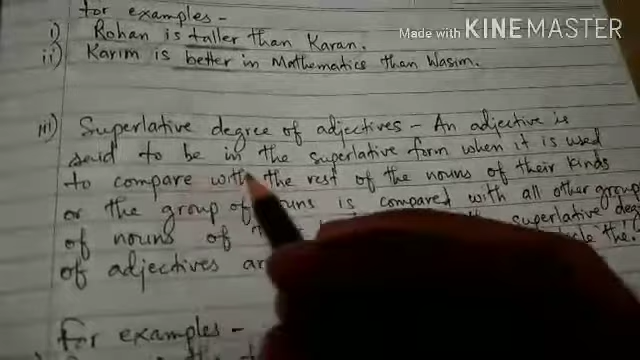 for examples -
Made with KINEMASTER
i) Rohan is taller than Karan.
ii) Karim is better in Mathematics than Wasim.
iii) Superlative degree of adjectives - An adjective is
said to be in the superlative form when it is used
to compare with the rest of the nouns of their kinds
or the group of nouns is compared with all other group
of nouns of superlative deg
of adjectives are the'.
for examples -